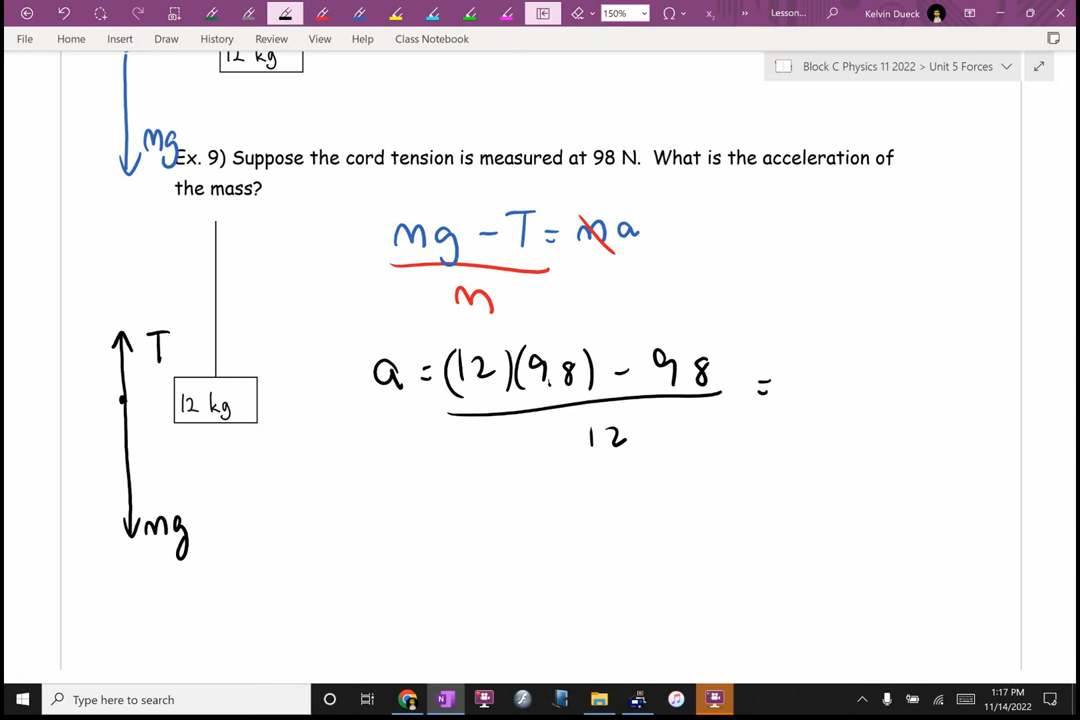 150%
Lesson...
Kelvin Dueck
File Home Insert Draw History Review View Help Class Notebook
Block C Physics 11 2022 > Unit 5 Forces
12 kg
mg
Ex. 9) Suppose the cord tension is measured at 98 N. What is the acceleration of
the mass?
mg - T = ma
m
T
a = (12)(9.8) - 98 =
12
12 kg
mg
Type here to search
1:17 PM
11/14/2022